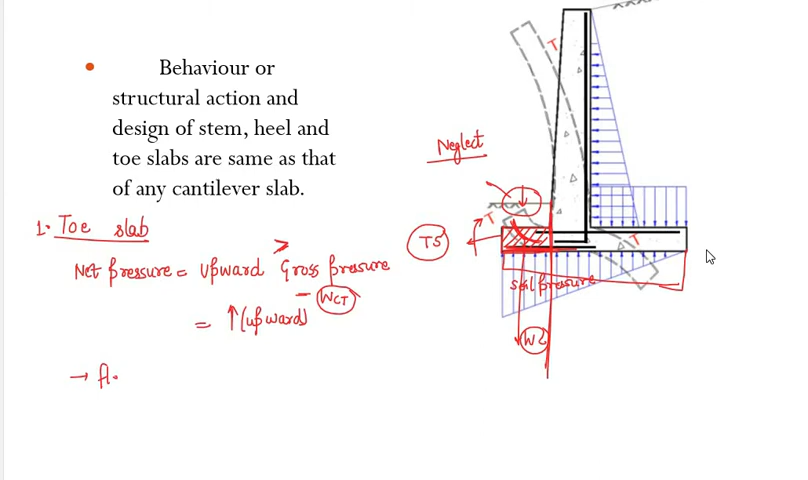 Behaviour or
structural action and
design of stem, heel and
toe slabs are same as that
of any cantilever slab.
1. Toe slab
Net pressure = Upward Gross pressure
>
- WCT
= ↑(upward)
→ A.
Neglect
T
T
TS
T
soil pressure